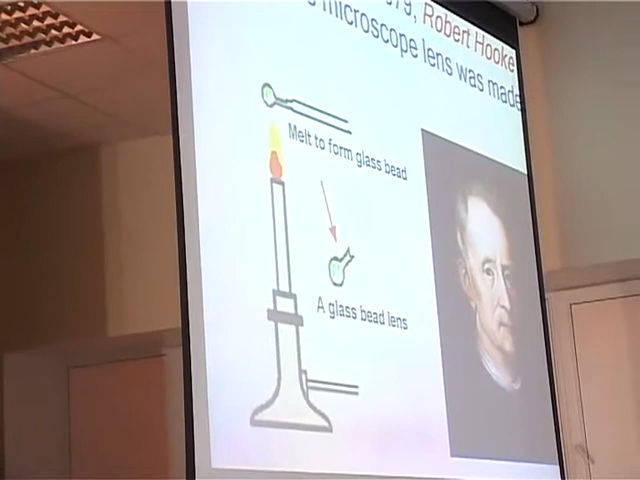 Robert Hooke
microscope lens was made
Melt to form glass bead
A glass bead lens